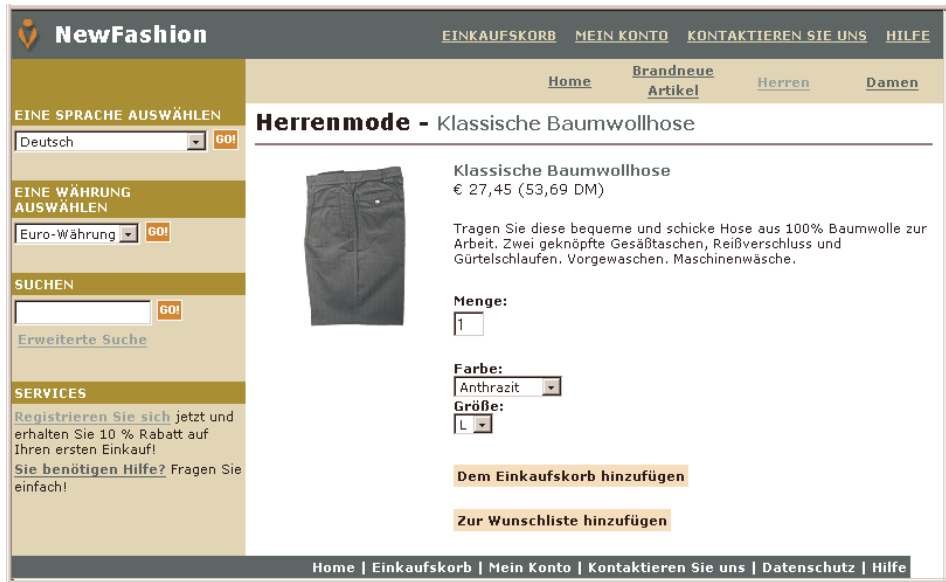 NewFashion
EINKAUFSKORB MEIN KONTO KONTAKTIEREN SIE UNS HILFE
Home
Brandneue
Artikel
Herren
Damen
EINE SPRACHE AUSWÄHLEN
Deutsch
GO!
EINE WÄHRUNG
AUSWÄHLEN
Euro-Währung
GO!
SUCHEN
GO!
Erweiterte Suche
SERVICES
Registrieren Sie sich jetzt und
erhalten Sie 10 % Rabatt auf
Ihren ersten Einkauf!
Sie benötigen Hilfe? Fragen Sie
einfach!
Herrenmode - Klassische Baumwollhose
Klassische Baumwollhose
€ 27,45 (53,69 DM)
Tragen Sie diese bequeme und schicke Hose aus 100% Baumwolle zur
Arbeit. Zwei geknöpfte Gesäßtaschen, Reißverschluss und
Gürtelschlaufen. Vorgewaschen. Maschinenwäsche.
Menge:
1
Farbe:
Anthrazit
Größe:
L
Dem Einkaufskorb hinzufügen
Zur Wunschliste hinzufügen
Home | Einkaufskorb | Mein Konto | Kontaktieren Sie uns | Datenschutz | Hilfe